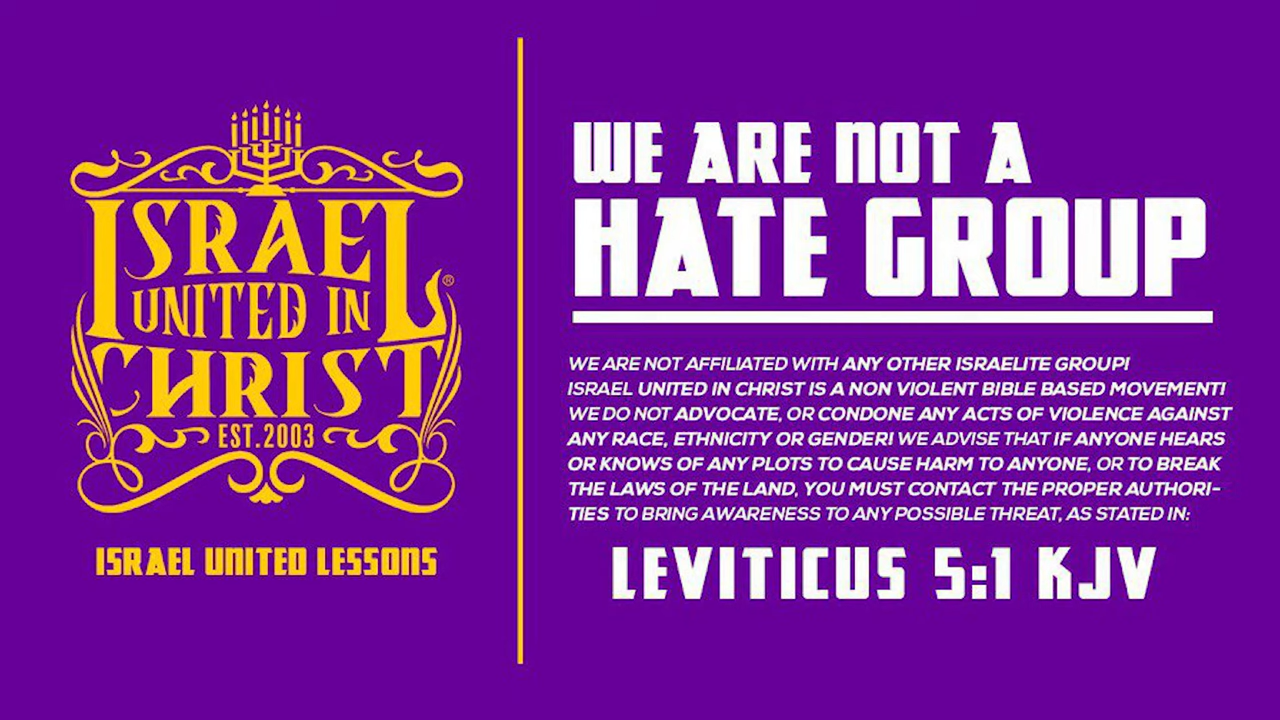 ISRAEL
UNITED IN
CHRIST
®
EST.2003
ISRAEL UNITED LESSONS
WE ARE NOT A
HATE GROUP
WE ARE NOT AFFILIATED WITH ANY OTHER ISRAELITE GROUP!
ISRAEL UNITED IN CHRIST IS A NON VIOLENT BIBLE BASED MOVEMENT!
WE DO NOT ADVOCATE, OR CONDONE ANY ACTS OF VIOLENCE AGAINST
ANY RACE, ETHNICITY OR GENDER! WE ADVISE THAT IF ANYONE HEARS
OR KNOWS OF ANY PLOTS TO CAUSE HARM TO ANYONE, OR TO BREAK
THE LAWS OF THE LAND, YOU MUST CONTACT THE PROPER AUTHORI-
TIES TO BRING AWARENESS TO ANY POSSIBLE THREAT, AS STATED IN:
LEVITICUS 5:1 KJV